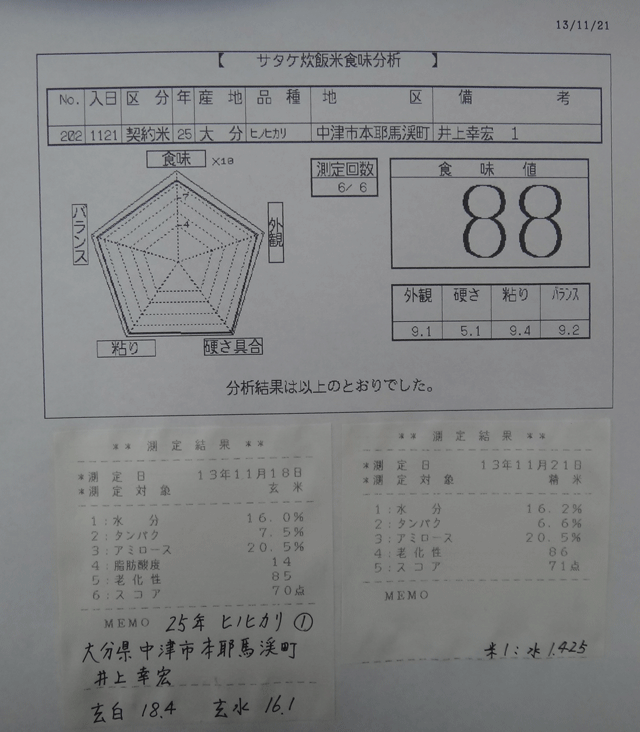 13/11/21
【 サタケ炊飯米食味分析 】
No. 入日 区分 年 産地 品種 地区 備考
202 1121 契約米 25 大分 ヒノヒカリ 中津市本耶馬渓町 井上幸宏 1
食味 ×10
7
4
バランス
外観
粘り
硬さ具合
測定回数
6/ 6
食味値
88
外観 硬さ 粘り バランス
9.1 5.1 9.4 9.2
分析結果は以上のとおりでした。
** 測定結果 **
*測定日 13年11月18日
*測定対象 玄米
1:水分 16.0%
2:タンパク 7.5%
3:アミロース 20.5%
4:脂肪酸度 14
5:老化性 85
6:スコア 70点
MEMO 25年 ヒノヒカリ ①
大分県中津市本耶馬渓町
井上幸宏
玄白 18.4 玄水 16.1
** 測定結果 **
*測定日 13年11月21日
*測定対象 精米
1:水分 16.2%
2:タンパク 6.6%
3:アミロース 20.5%
4:老化性 86
5:スコア 71点
MEMO
米1:水1.425